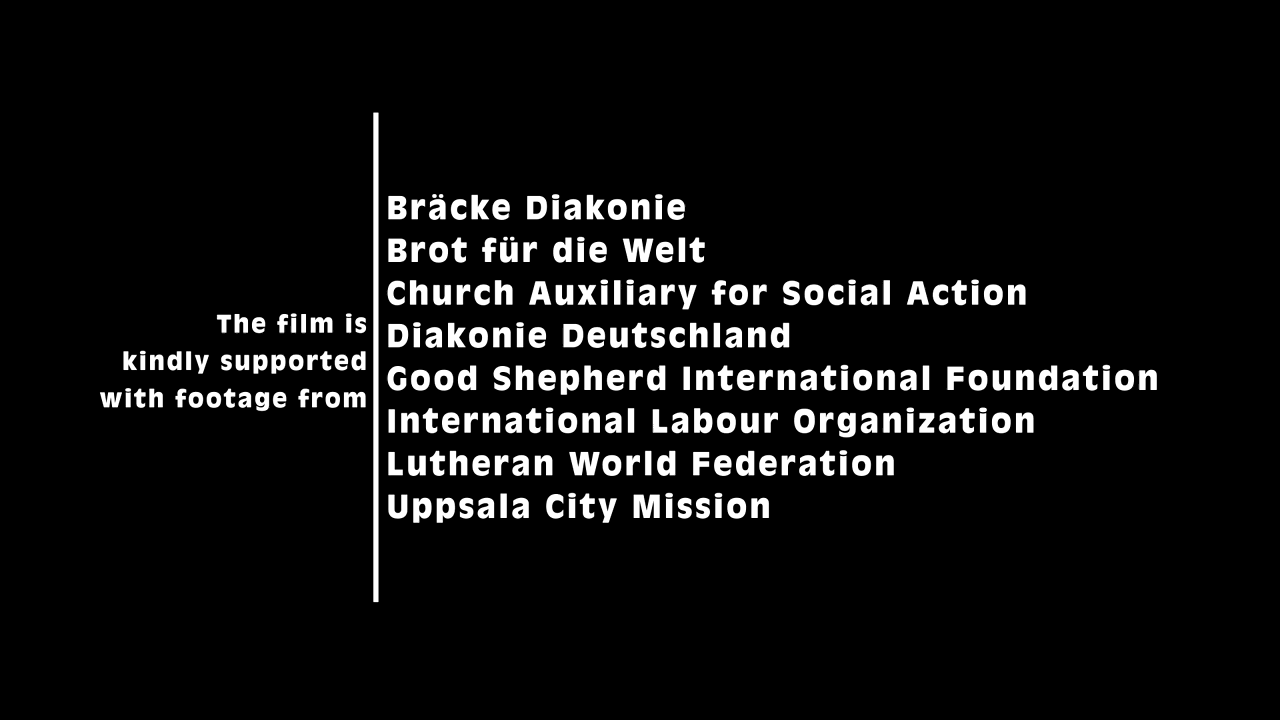 The film is
kindly supported
with footage from
Bräcke Diakonie
Brot für die Welt
Church Auxiliary for Social Action
Diakonie Deutschland
Good Shepherd International Foundation
International Labour Organization
Lutheran World Federation
Uppsala City Mission